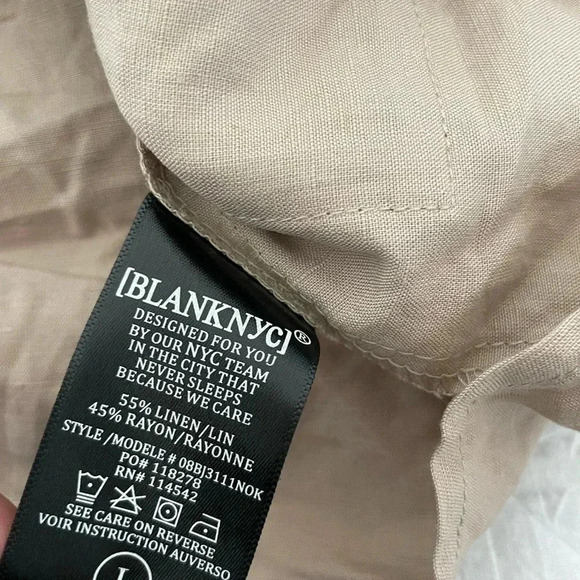 [BLANKNYC]®
DESIGNED FOR YOU
BY OUR NYC TEAM
IN THE CITY THAT
NEVER SLEEPS
BECAUSE WE CARE
55% LINEN/LIN
45% RAYON/RAYONNE
STYLE /MODELE # 08BJ3111NOK
PO# 118278
RN# 114542
SEE CARE ON REVERSE
VOIR INSTRUCTION AUVERSO